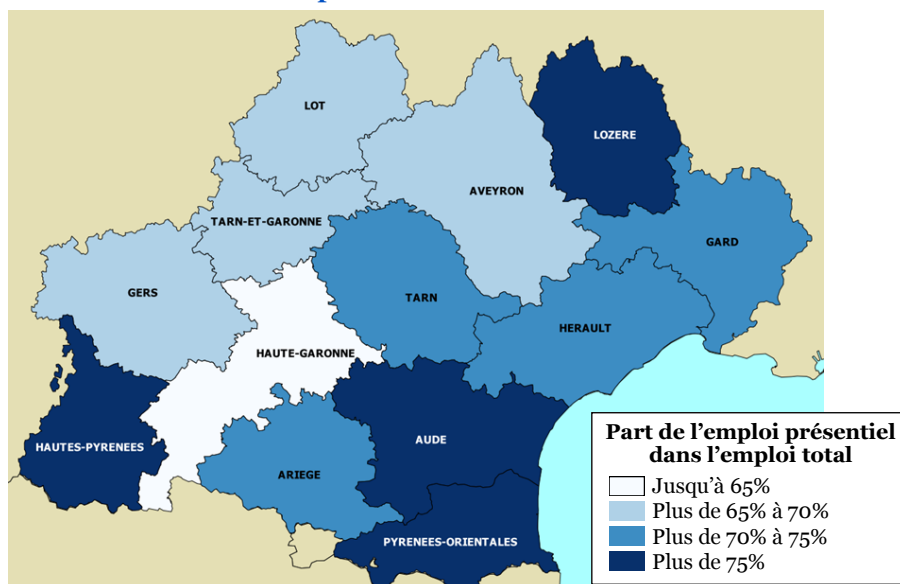 LOT
LOZERE
AVEYRON
TARN-ET-GARONNE
GARD
GERS
TARN
HERAULT
HAUTE-GARONNE
HAUTES-PYRENEES
AUDE
ARIEGE
PYRENEES-ORIENTALES
Part de l'emploi présentiel
dans l'emploi total
Jusqu'à 65%
Plus de 65% à 70%
Plus de 70% à 75%
Plus de 75%